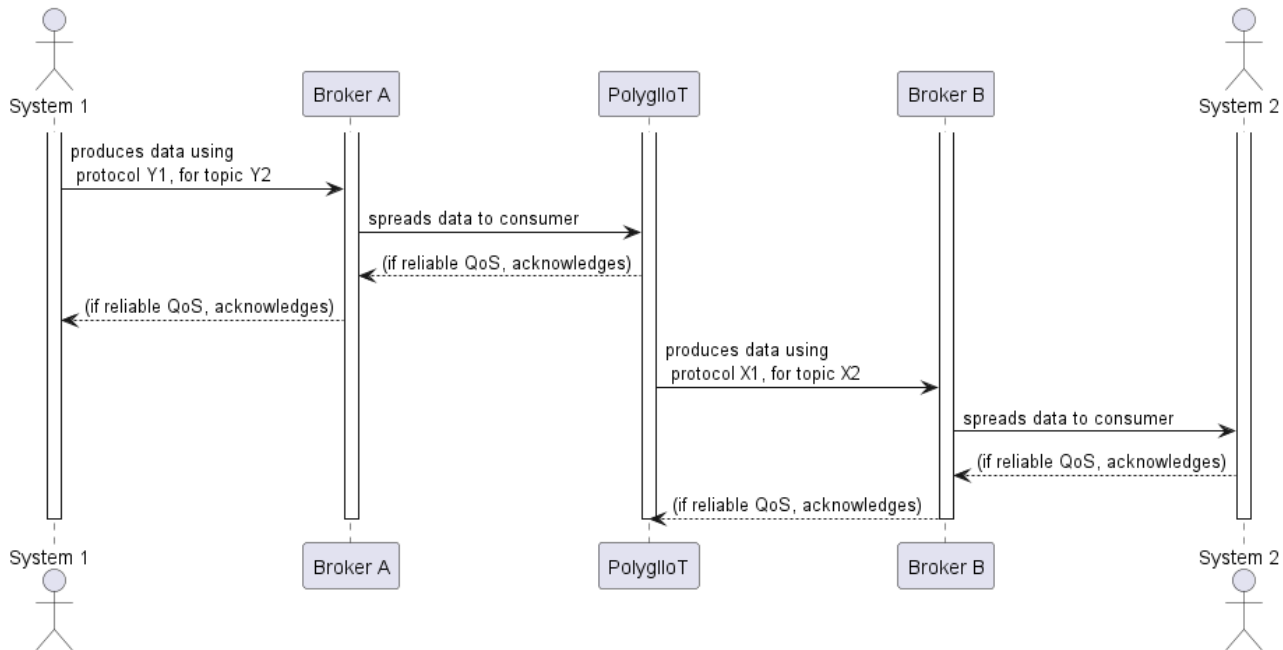 System 1
Broker A
PolyglIoT
Broker B
System 2
produces data using
protocol Y1, for topic Y2
spreads data to consumer
(if reliable QoS, acknowledges)
(if reliable QoS, acknowledges)
produces data using
protocol X1, for topic X2
spreads data to consumer
(if reliable QoS, acknowledges)
(if reliable QoS, acknowledges)
System 1
Broker A
PolyglIoT
Broker B
System 2